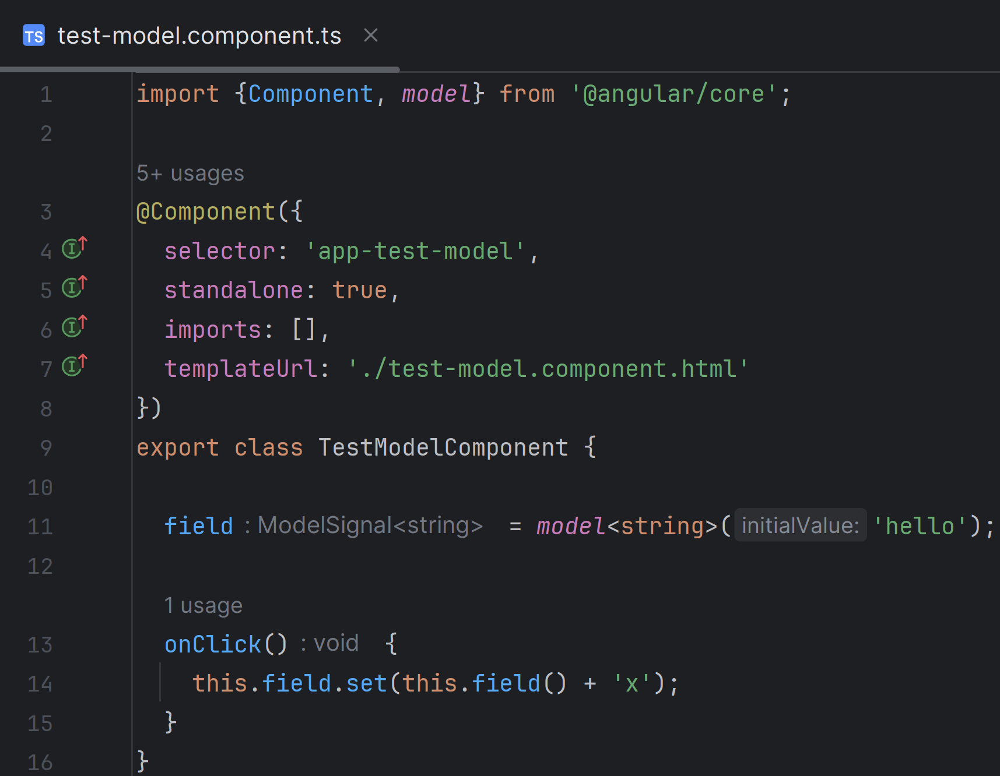 TS test-model.component.ts ×
1 import {Component, model} from '@angular/core';
2
5+ usages
3 @Component({
4 selector: 'app-test-model',
5 standalone: true,
6 imports: [],
7 templateUrl: './test-model.component.html'
8 })
9 export class TestModelComponent {
10
11 field : ModelSignal<string> = model<string>( initialValue: 'hello');
12
1 usage
13 onClick() : void {
14 this.field.set(this.field() + 'x');
15 }
16 }